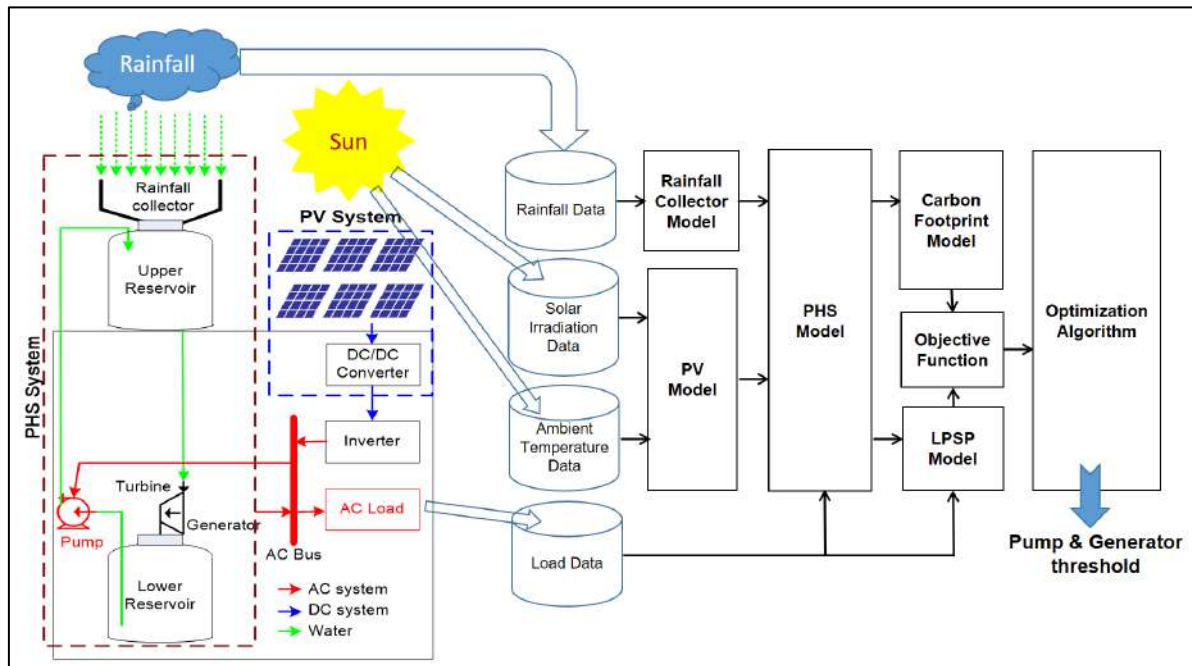 Rainfall
Sun
Rainfall
collector
PV System
Upper
Reservoir
DC/DC
Converter
Inverter
PHS System
Turbine
Generator
Pump
AC Load
AC Bus
Lower
Reservoir
AC system
DC system
Water
Rainfall Data
Solar
Irradiation
Data
Ambient
Temperature
Data
Load Data
Rainfall
Collector
Model
PV
Model
PHS
Model
Carbon
Footprint
Model
Objective
Function
LPSP
Model
Optimization
Algorithm
Pump & Generator
threshold